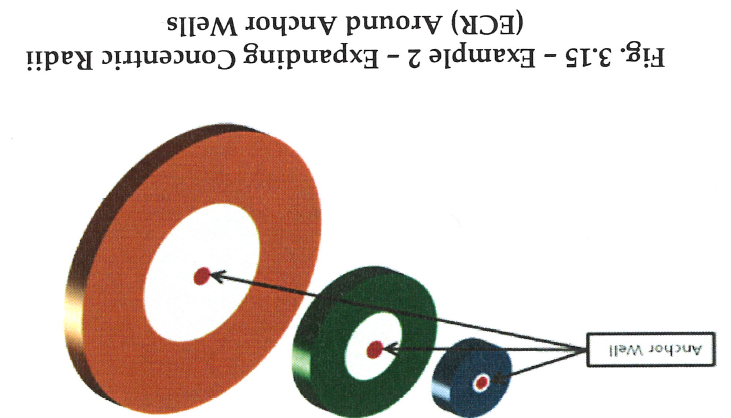 Anchor Well
Fig. 3.15 – Example 2 – Expanding Concentric Radii
(ECR) Around Anchor Wells